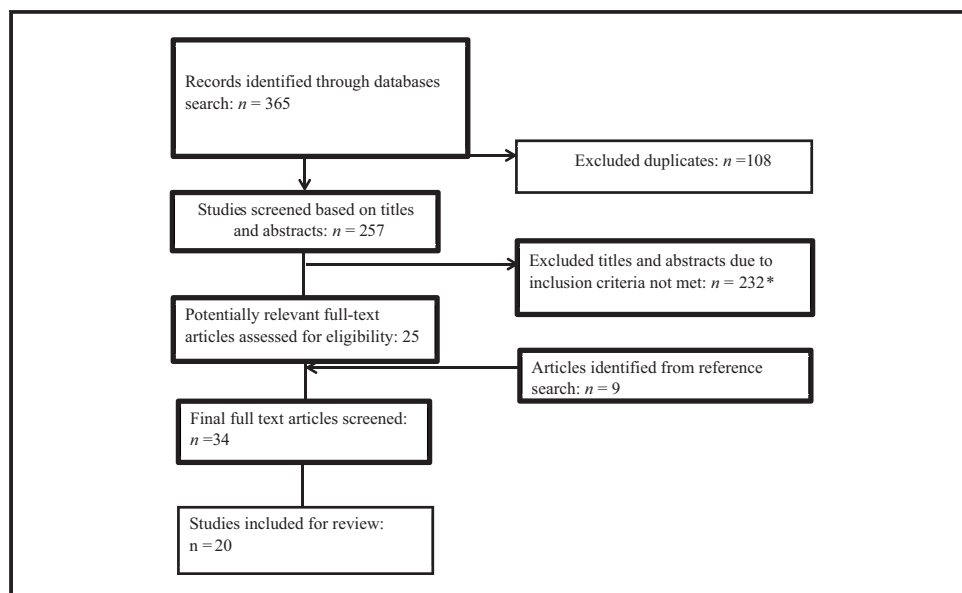 Records identified through databases
search: n = 365
Excluded duplicates: n =108
Studies screened based on titles
and abstracts: n = 257
Excluded titles and abstracts due to
inclusion criteria not met: n = 232*
Potentially relevant full-text
articles assessed for eligibility: 25
Articles identified from reference
search: n = 9
Final full text articles screened:
n =34
Studies included for review:
n = 20